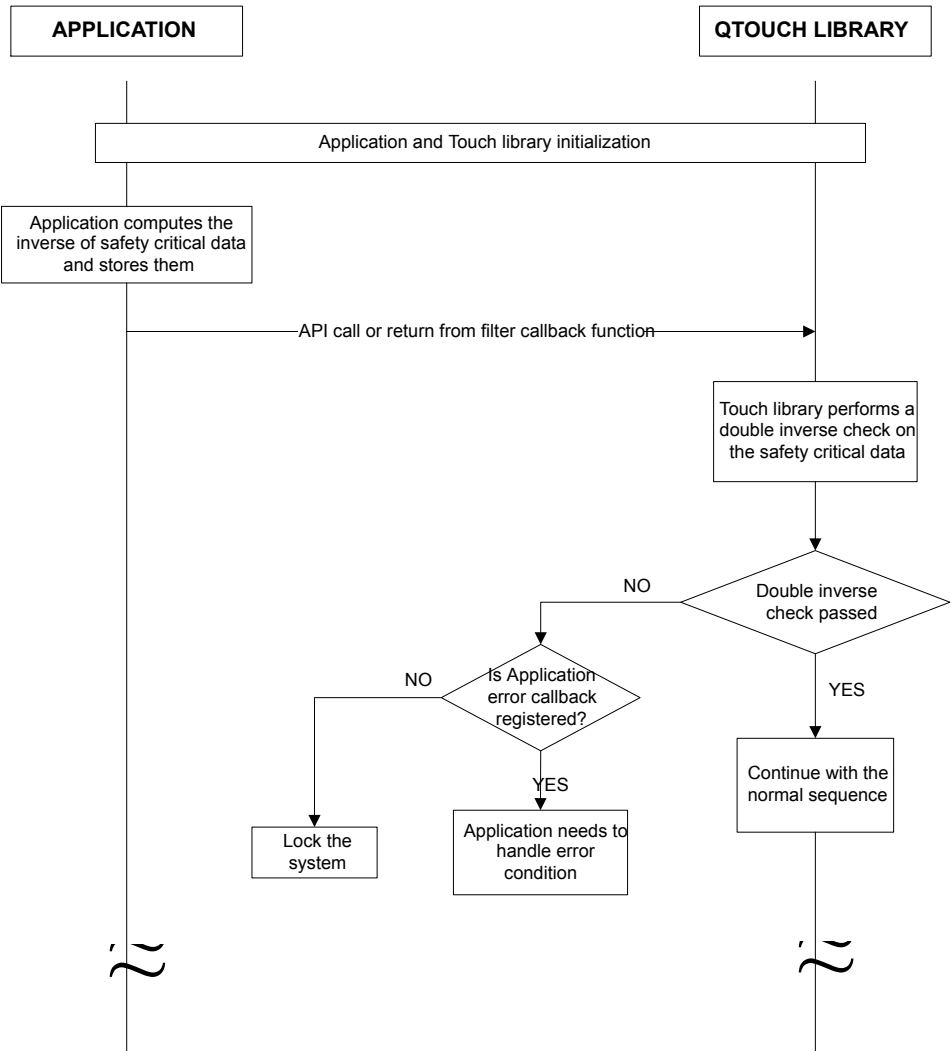 APPLICATION
QTOUCH LIBRARY
Application and Touch library initialization
Application computes the
inverse of safety critical data
and stores them
API call or return from filter callback function
Touch library performs a
double inverse check on
the safety critical data
Double inverse
check passed
NO
YES
Is Application
error callback
registered?
NO
YES
Continue with the
normal sequence
Lock the
system
Application needs to
handle error
condition